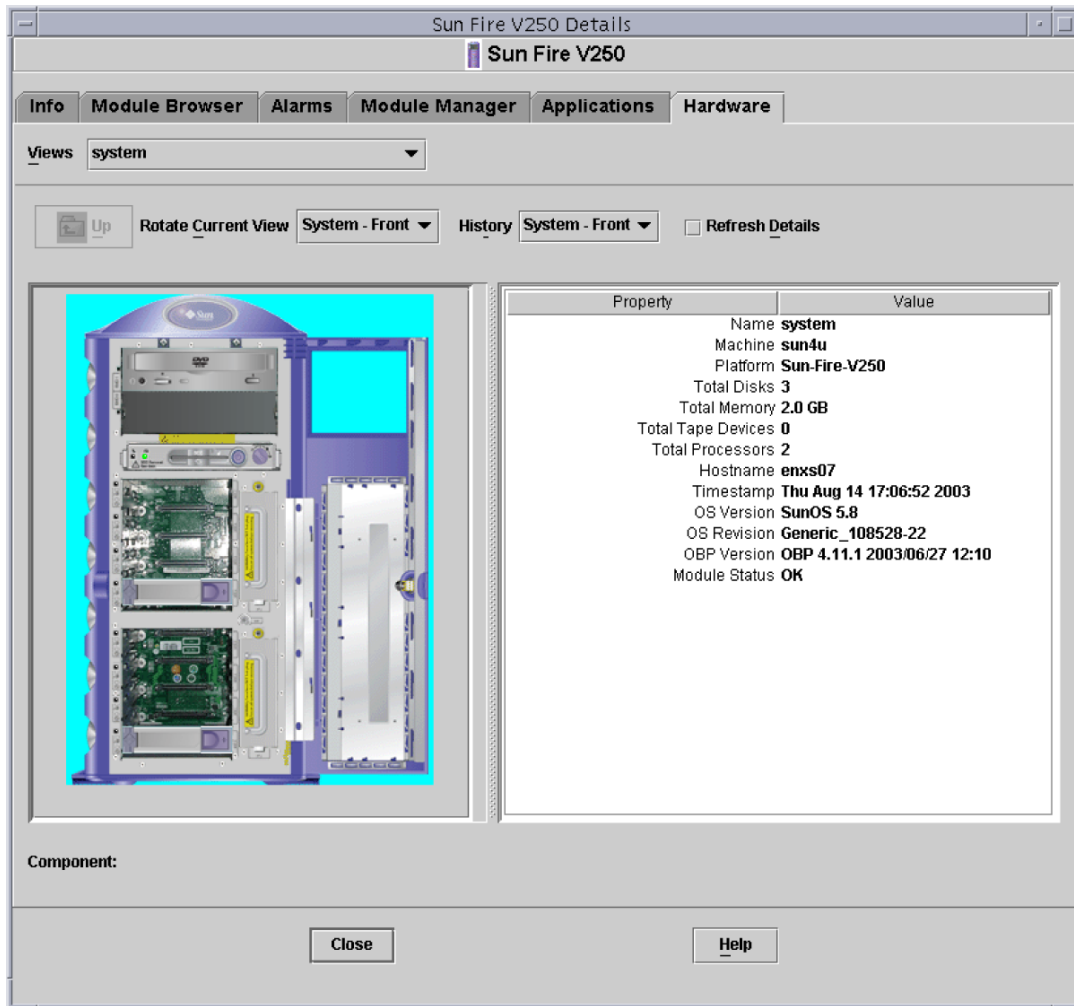 Sun Fire V250 Details
Sun Fire V250
Info Module Browser Alarms Module Manager Applications Hardware
Views system
Up Rotate Current View System - Front History System - Front Refresh Details
Sun
DVD
Property Value
Name system
Machine sun4u
Platform Sun-Fire-V250
Total Disks 3
Total Memory 2.0 GB
Total Tape Devices 0
Total Processors 2
Hostname enxs07
Timestamp Thu Aug 14 17:06:52 2003
OS Version SunOS 5.8
OS Revision Generic_108528-22
OBP Version OBP 4.11.1 2003/06/27 12:10
Module Status OK
Component:
Close Help